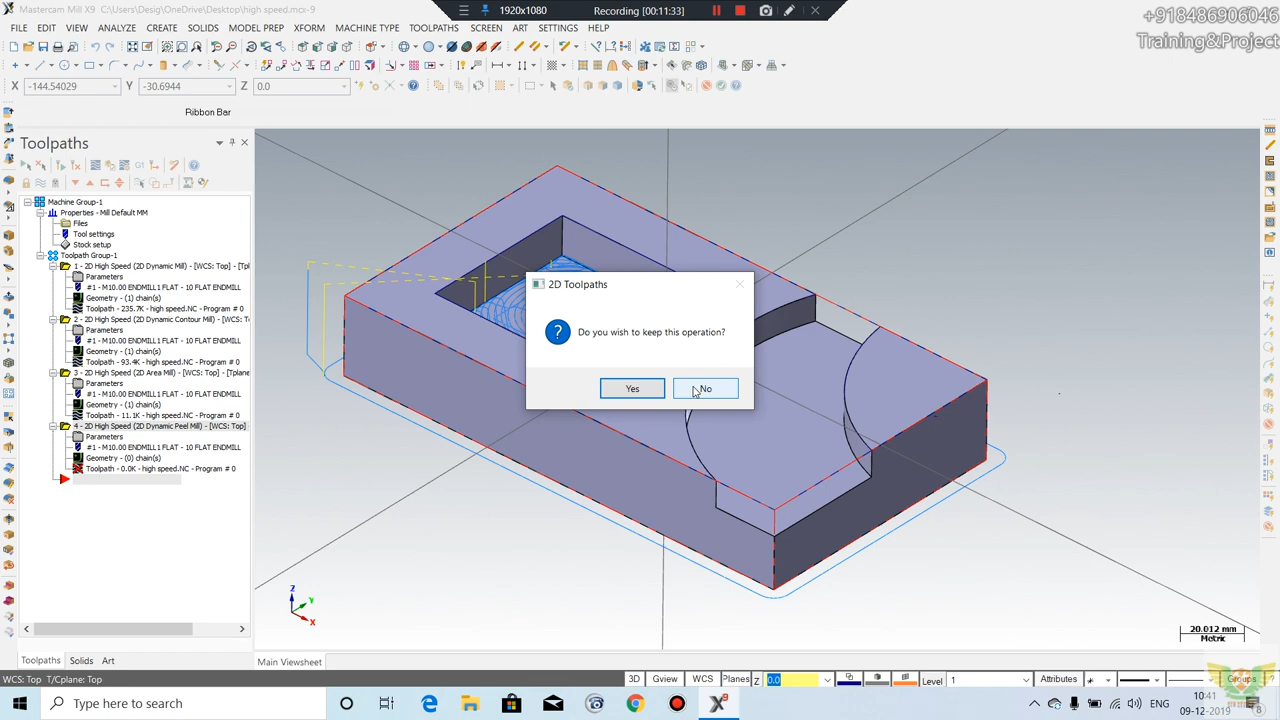 Mastercam Mill X9 - C:\Users\Desig\OneDrive\Desktop\high speed.mcx-9
1920x1080
Recording [00:11:33]
+918486906046
Training&Project
FILE EDIT VIEW ANALYZE CREATE SOLIDS MODEL PREP XFORM MACHINE TYPE TOOLPATHS SCREEN ART SETTINGS HELP
X -144.54029 Y -30.6944 Z 0.0
Ribbon Bar
Toolpaths
Machine Group-1
Properties - Mill Default MM
Files
Tool settings
Stock setup
Toolpath Group-1
1 - 2D High Speed (2D Dynamic Mill) - [WCS: Top] - [Tpl
Parameters
#1 - M10.00 ENDMILL1 FLAT - 10 FLAT ENDMILL
Geometry - (1) chain(s)
Toolpath - 235.7K - high speed.NC - Program # 0
2 - 2D High Speed (2D Dynamic Contour Mill) - [WCS: T
Parameters
#1 - M10.00 ENDMILL1 FLAT - 10 FLAT ENDMILL
Geometry - (1) chain(s)
Toolpath - 93.4K - high speed.NC - Program # 0
3 - 2D High Speed (2D Area Mill) - [WCS: Top] - [Tplane
Parameters
#1 - M10.00 ENDMILL1 FLAT - 10 FLAT ENDMILL
Geometry - (1) chain(s)
Toolpath - 11.1K - high speed.NC - Program # 0
4 - 2D High Speed (2D Dynamic Peel Mill) - [WCS: Top]
Parameters
#1 - M10.00 ENDMILL1 FLAT - 10 FLAT ENDMILL
Geometry - (0) chain(s)
Toolpath - 0.0K - high speed.NC - Program # 0
2D Toolpaths
Do you wish to keep this operation?
Yes No
Z
Y
X
20.012 mm
Metric
Toolpaths Solids Art
Main Viewsheet
WCS: Top T/Cplane: Top
3D Gview WCS Planes Z 0.0 Level 1 Attributes Groups ?
Type here to search
ENG
10:41
09-12-2019
8